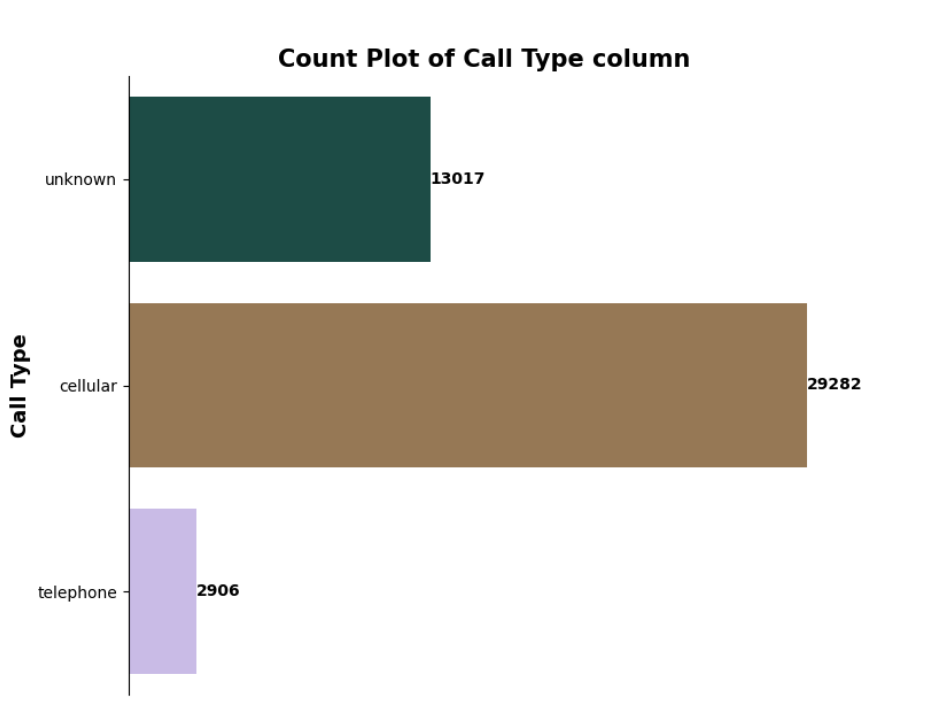 Count Plot of Call Type column
unknown
13017
Call Type
cellular
29282
telephone
2906